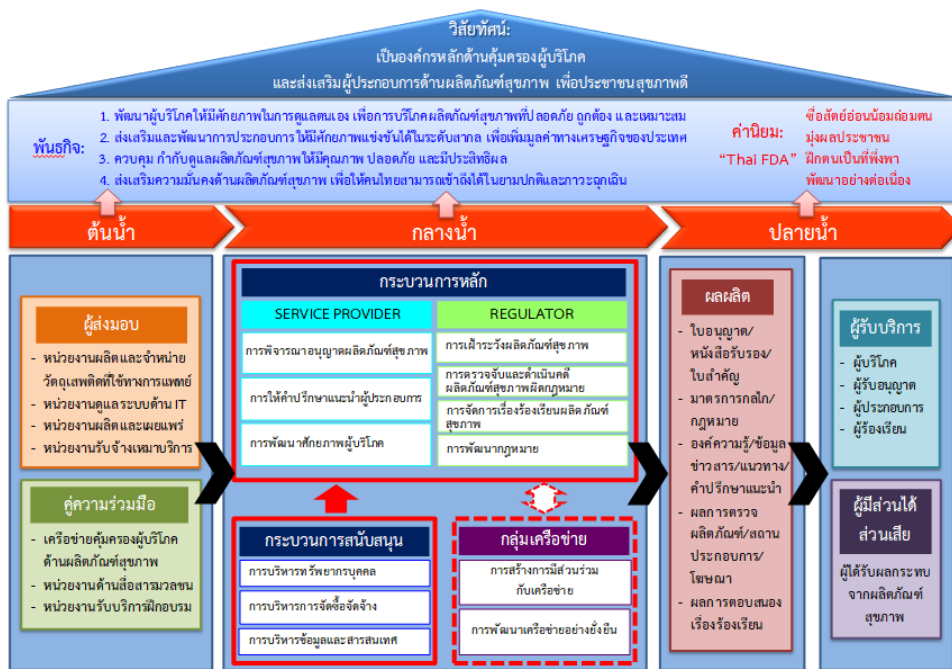 วิสัยทัศน์:
เป็นองค์กรหลักด้านคุ้มครองผู้บริโภค
และส่งเสริมผู้ประกอบการด้านผลิตภัณฑ์สุขภาพ เพื่อประชาชนสุขภาพดี
พันธกิจ:
1. พัฒนาผู้บริโภคให้มีศักยภาพในการดูแลตนเอง เพื่อการบริโภคผลิตภัณฑ์สุขภาพที่ปลอดภัย ถูกต้อง และเหมาะสม
2. ส่งเสริมและพัฒนาการประกอบการให้มีศักยภาพแข่งขันได้ในระดับสากล เพื่อเพิ่มมูลค่าทางเศรษฐกิจของประเทศ
3. ควบคุม กำกับดูแลผลิตภัณฑ์สุขภาพให้มีคุณภาพ ปลอดภัย และมีประสิทธิผล
4. ส่งเสริมความมั่นคงด้านผลิตภัณฑ์สุขภาพ เพื่อให้คนไทยสามารถเข้าถึงได้ในยามปกติและภาวะฉุกเฉิน
ค่านิยม:
“Thai FDA”
ซื่อสัตย์อ่อนน้อมถ่อมตน
มุ่งผลประชาชน
ฝึกตนเป็นที่พึ่งพา
พัฒนาอย่างต่อเนื่อง
ต้นน้ำ
กลางน้ำ
ปลายน้ำ
ผู้ส่งมอบ
- หน่วยงานผลิตและจำหน่าย
วัตถุเสพติดที่ใช้ทางการแพทย์
- หน่วยงานดูแลระบบด้าน IT
- หน่วยงานผลิตและเผยแพร่
- หน่วยงานรับจ้างเหมาบริการ
คู่ความร่วมมือ
- เครือข่ายคุ้มครองผู้บริโภค
ด้านผลิตภัณฑ์สุขภาพ
- หน่วยงานด้านสื่อสารมวลชน
- หน่วยงานรับบริการฝึกอบรม
กระบวนการหลัก
SERVICE PROVIDER
การพิจารณาอนุญาตผลิตภัณฑ์สุขภาพ
การให้คำปรึกษาแนะนำผู้ประกอบการ
การพัฒนาศักยภาพผู้บริโภค
REGULATOR
การเฝ้าระวังผลิตภัณฑ์สุขภาพ
การตรวจจับและดำเนินคดี
ผลิตภัณฑ์สุขภาพผิดกฎหมาย
การจัดการเรื่องร้องเรียนผลิตภัณฑ์
สุขภาพ
การพัฒนากฎหมาย
กระบวนการสนับสนุน
การบริหารทรัพยากรบุคคล
การบริหารการจัดซื้อจัดจ้าง
การบริหารข้อมูลและสารสนเทศ
กลุ่มเครือข่าย
การสร้างการมีส่วนร่วม
กับเครือข่าย
การพัฒนาเครือข่ายอย่างยั่งยืน
ผลผลิต
- ใบอนุญาต/
หนังสือรับรอง/
ใบสำคัญ
- มาตรการกลไก/
กฎหมาย
- องค์ความรู้/ข้อมูล
ข่าวสาร/แนวทาง/
คำปรึกษาแนะนำ
- ผลการตรวจ
ผลิตภัณฑ์/สถาน
ประกอบการ/
โฆษณา
- ผลการตอบสนอง
เรื่องร้องเรียน
ผู้รับบริการ
- ผู้บริโภค
- ผู้รับอนุญาต
- ผู้ประกอบการ
- ผู้ร้องเรียน
ผู้มีส่วนได้
ส่วนเสีย
ผู้ได้รับผลกระทบ
จากผลิตภัณฑ์
สุขภาพ